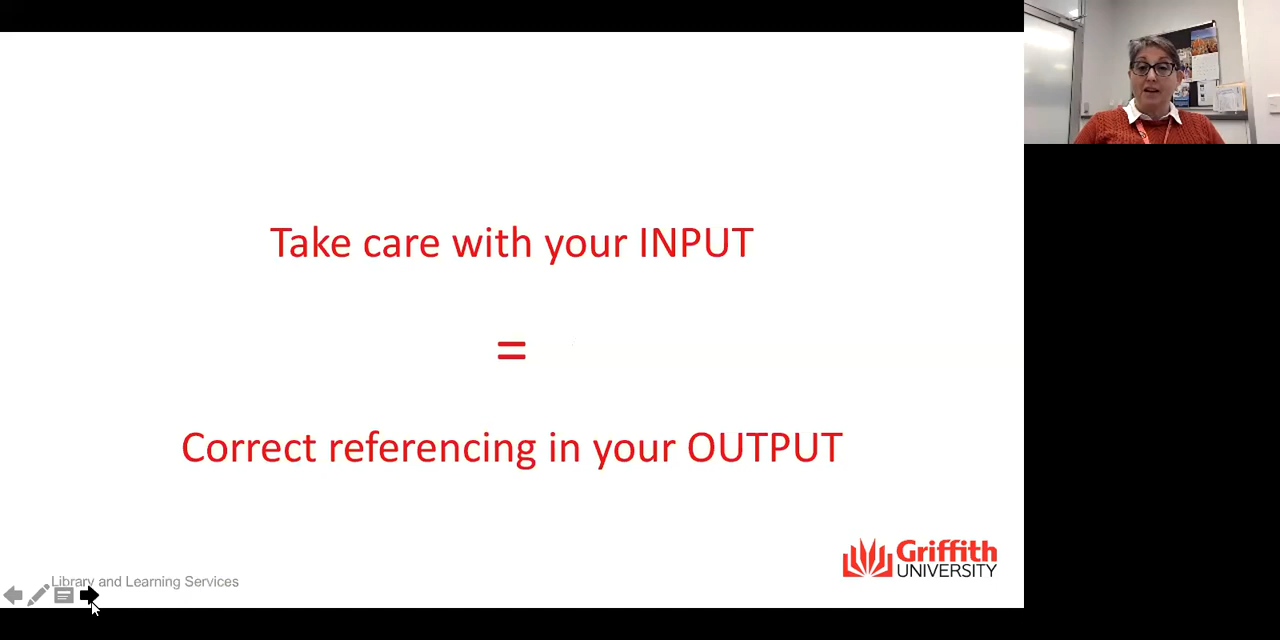 Take care with your INPUT
=
Correct referencing in your OUTPUT
Griffith
UNIVERSITY
Library and Learning Services